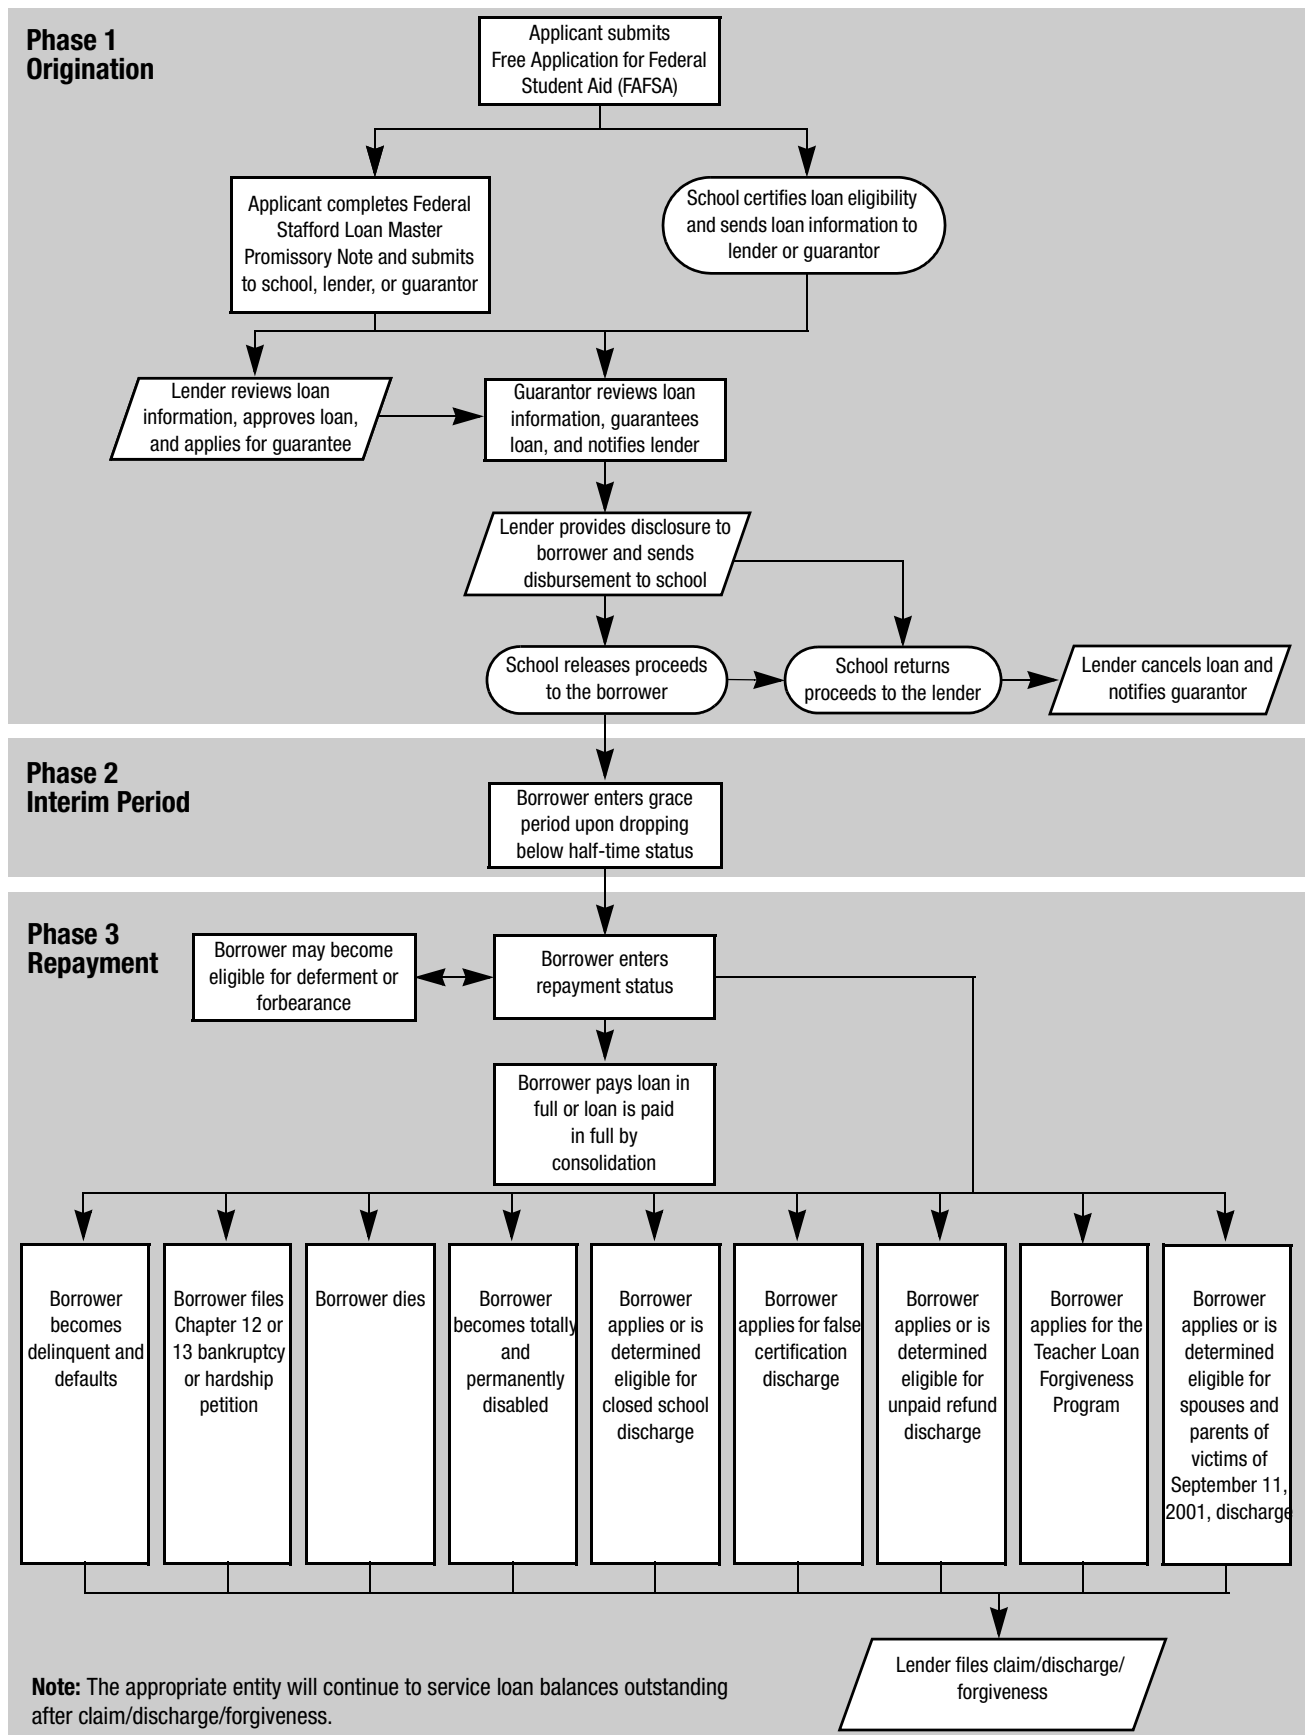 Phase 1
Origination
Applicant submits
Free Application for Federal
Student Aid (FAFSA)
Applicant completes Federal
Stafford Loan Master
Promissory Note and submits
to school, lender, or guarantor
School certifies loan eligibility
and sends loan information to
lender or guarantor
Lender reviews loan
information, approves loan,
and applies for guarantee
Guarantor reviews loan
information, guarantees
loan, and notifies lender
Lender provides disclosure to
borrower and sends
disbursement to school
School releases proceeds
to the borrower
School returns
proceeds to the lender
Lender cancels loan and
notifies guarantor
Phase 2
Interim Period
Borrower enters grace
period upon dropping
below half-time status
Phase 3
Repayment
Borrower may become
eligible for deferment or
forbearance
Borrower enters
repayment status
Borrower pays loan in
full or loan is paid
in full by
consolidation
Borrower
becomes
delinquent and
defaults
Borrower files
Chapter 12 or
13 bankruptcy
or hardship
petition
Borrower dies
Borrower
becomes totally
and
permanently
disabled
Borrower
applies or is
determined
eligible for
closed school
discharge
Borrower
applies for false
certification
discharge
Borrower
applies or is
determined
eligible for
unpaid refund
discharge
Borrower
applies for the
Teacher Loan
Forgiveness
Program
Borrower
applies or is
determined
eligible for
spouses and
parents of
victims of
September 11,
2001, discharge
Lender files claim/discharge/
forgiveness
Note: The appropriate entity will continue to service loan balances outstanding
after claim/discharge/forgiveness.